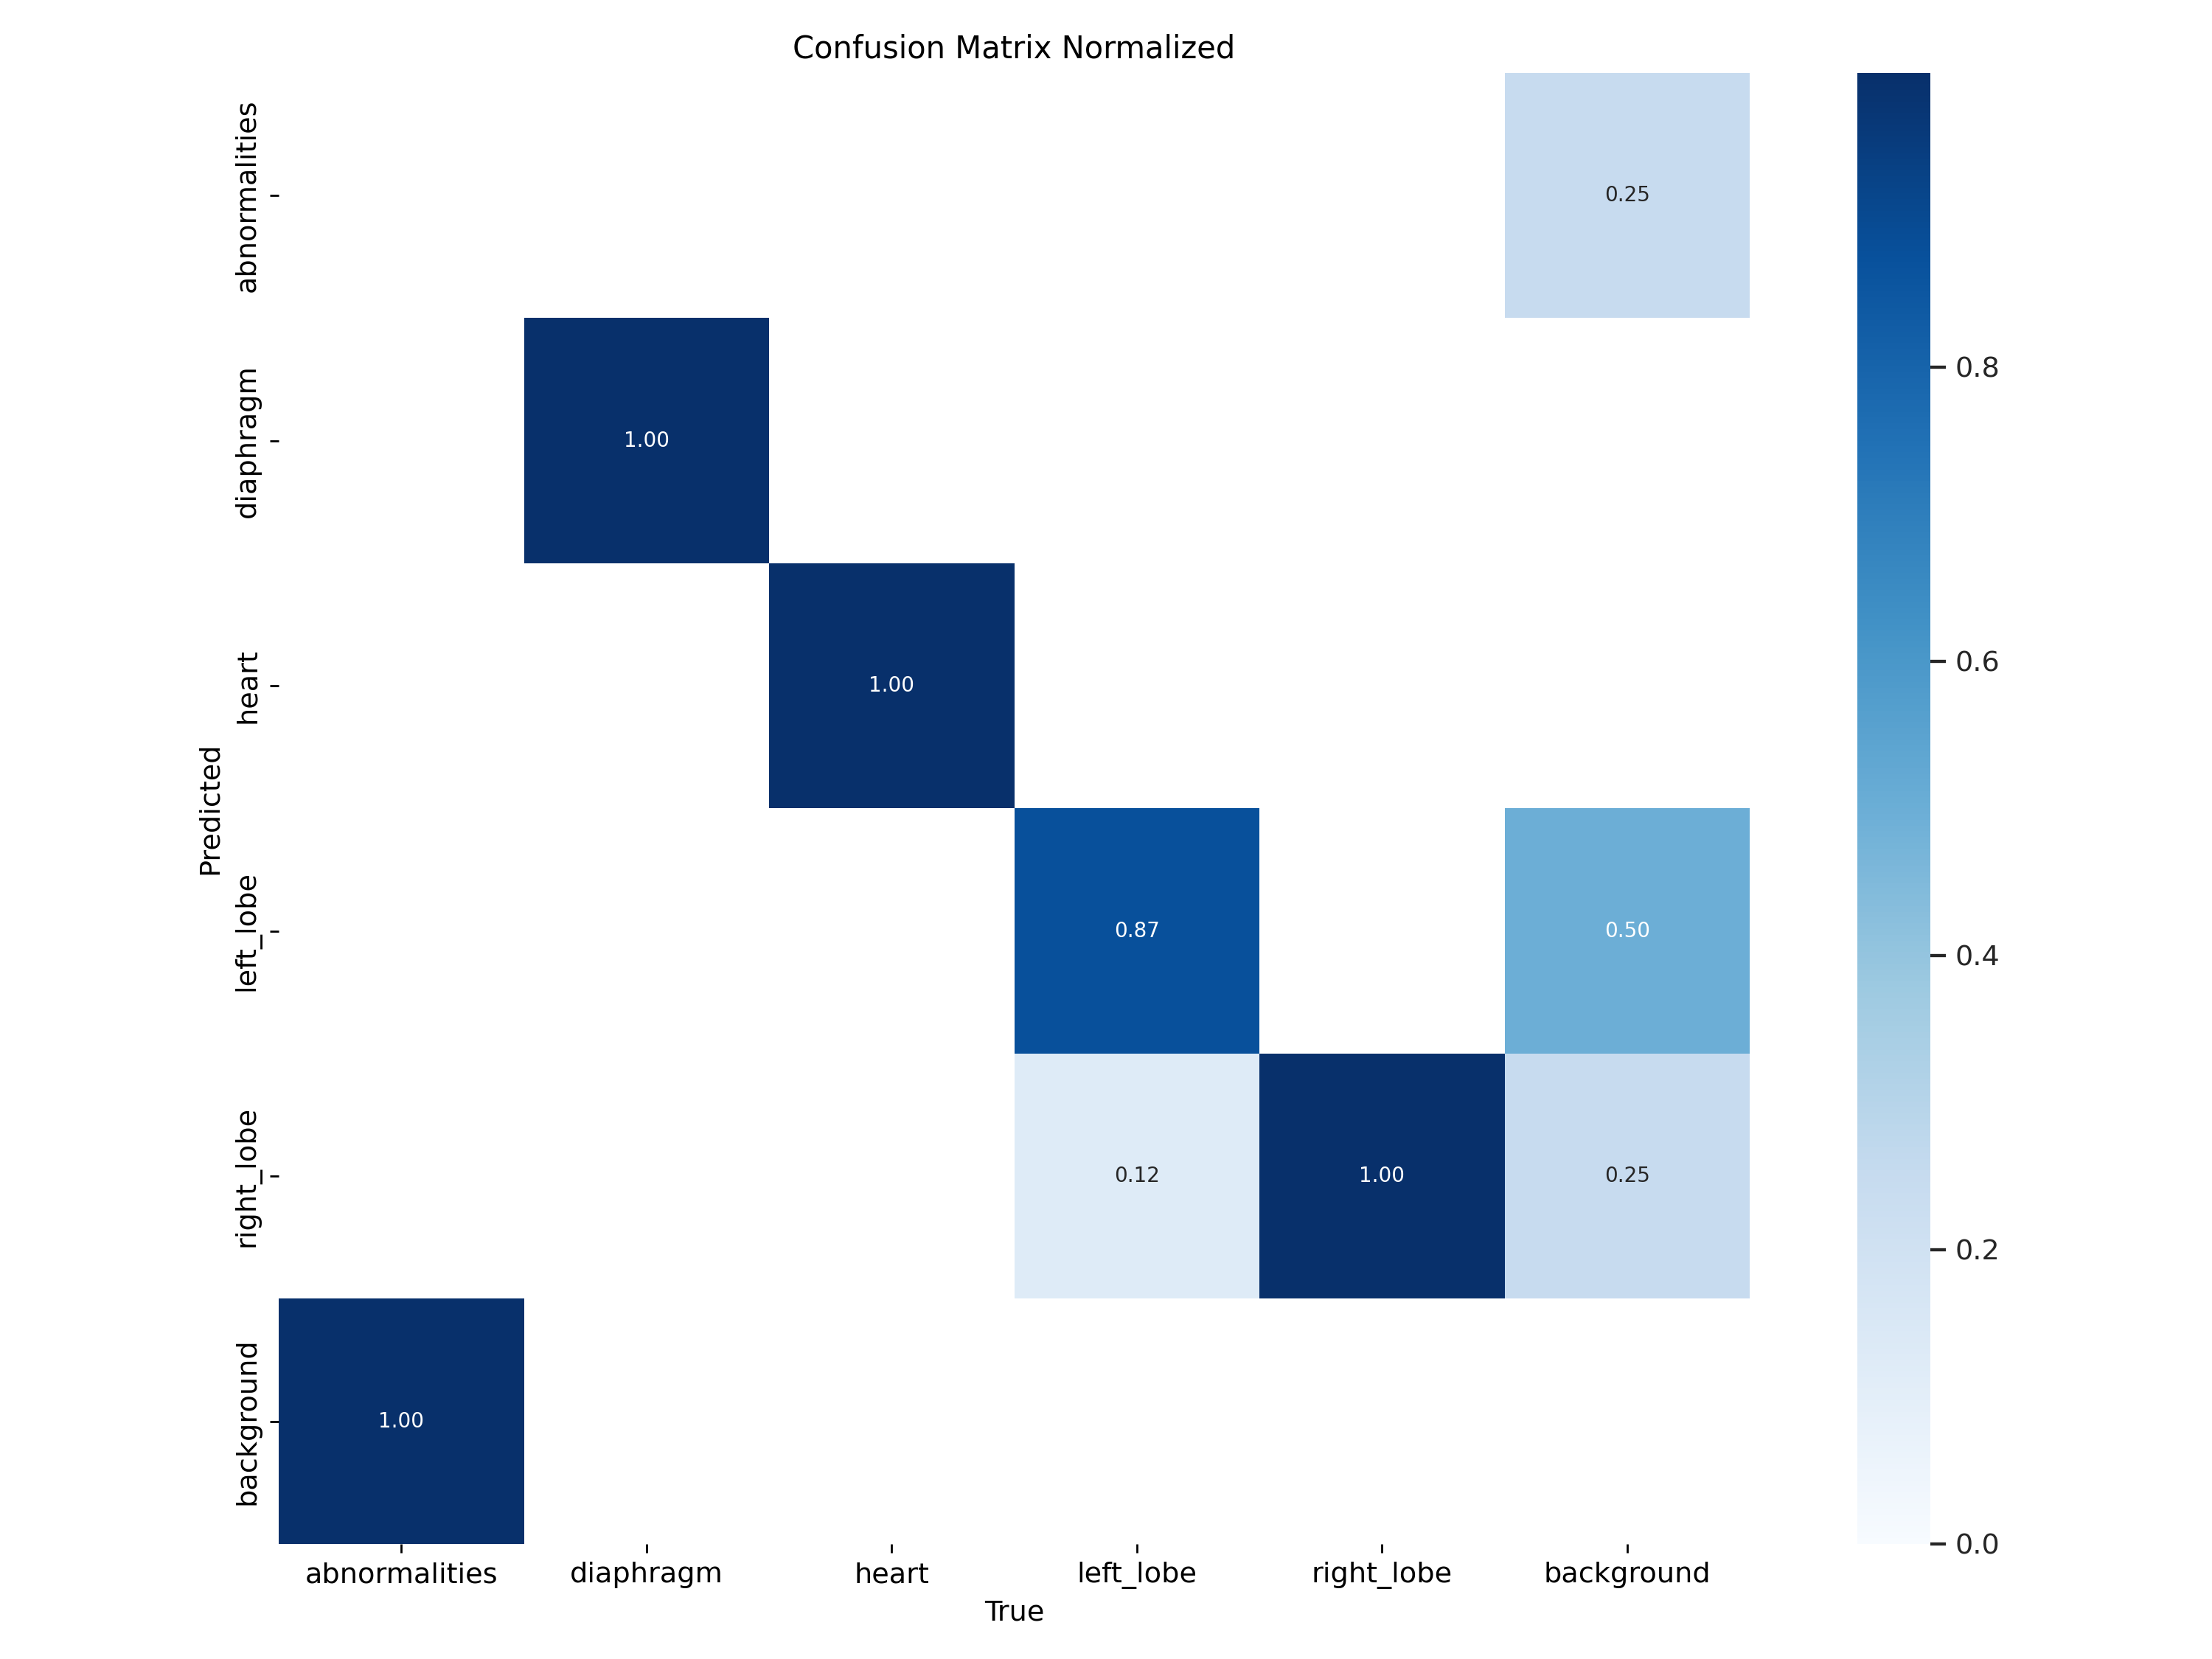 Confusion Matrix Normalized
abnormalities
0.25
diaphragm
1.00
0.8
heart
1.00
0.6
Predicted
left_lobe
0.87
0.50
0.4
right_lobe
0.12
1.00
0.25
0.2
background
1.00
0.0
abnormalities diaphragm heart left_lobe right_lobe background
True